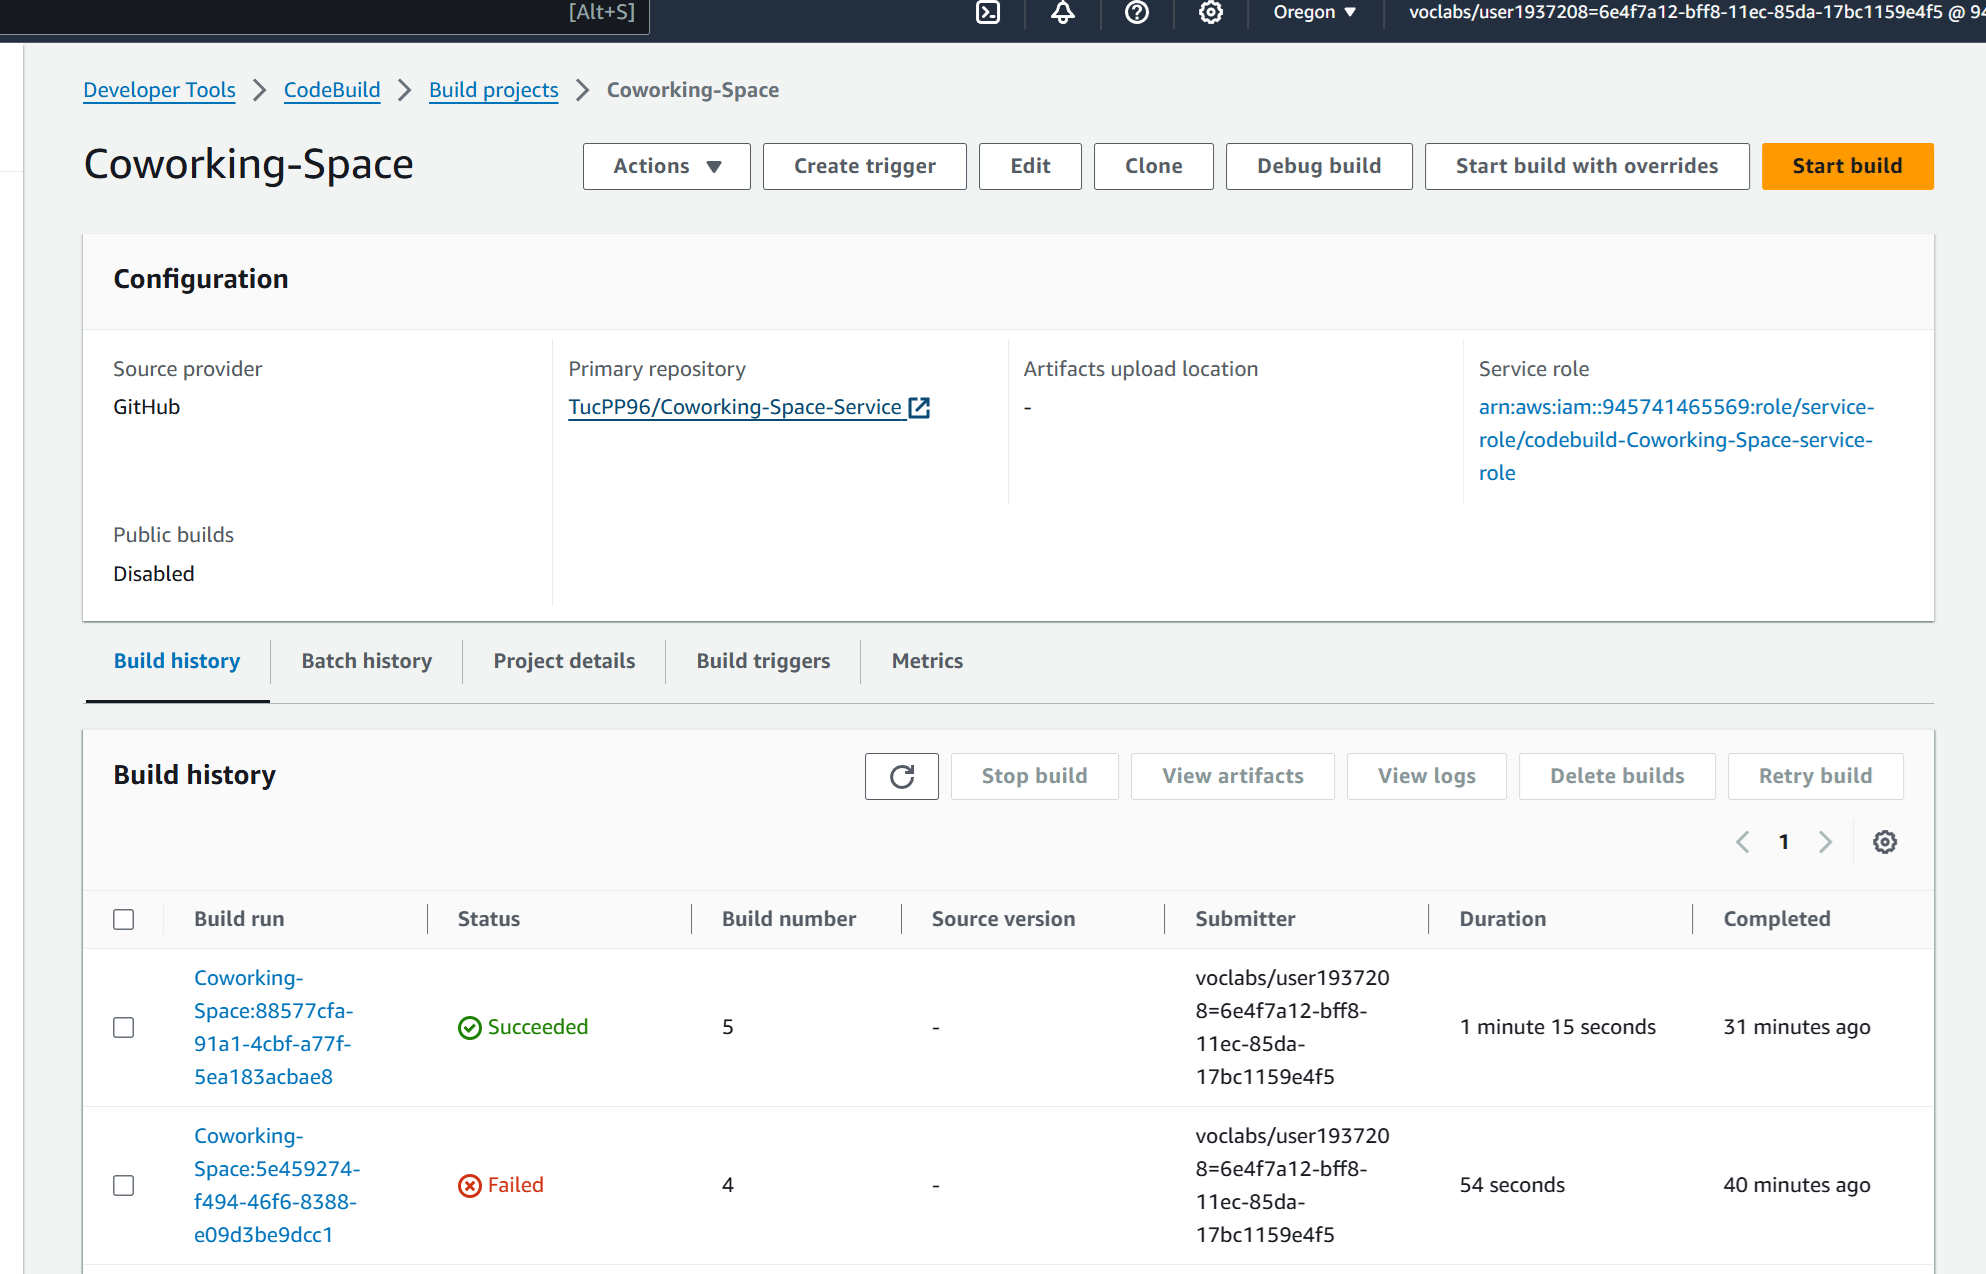 [Alt+S]
Oregon
voclabs/user1937208=6e4f7a12-bff8-11ec-85da-17bc1159e4f5 @ 94
Developer Tools
CodeBuild
Build projects
Coworking-Space
Coworking-Space
Actions
Create trigger
Edit
Clone
Debug build
Start build with overrides
Start build
Configuration
Source provider
GitHub
Primary repository
TucPP96/Coworking-Space-Service
Artifacts upload location
-
Service role
arn:aws:iam::945741465569:role/service-
role/codebuild-Coworking-Space-service-
role
Public builds
Disabled
Build history
Batch history
Project details
Build triggers
Metrics
Build history
Stop build
View artifacts
View logs
Delete builds
Retry build
1
Build run
Status
Build number
Source version
Submitter
Duration
Completed
Coworking-
Space:88577cfa-
91a1-4cbf-a77f-
5ea183acbae8
Succeeded
5
-
voclabs/user193720
8=6e4f7a12-bff8-
11ec-85da-
17bc1159e4f5
1 minute 15 seconds
31 minutes ago
Coworking-
Space:5e459274-
f494-46f6-8388-
e09d3be9dcc1
Failed
4
-
voclabs/user193720
8=6e4f7a12-bff8-
11ec-85da-
17bc1159e4f5
54 seconds
40 minutes ago